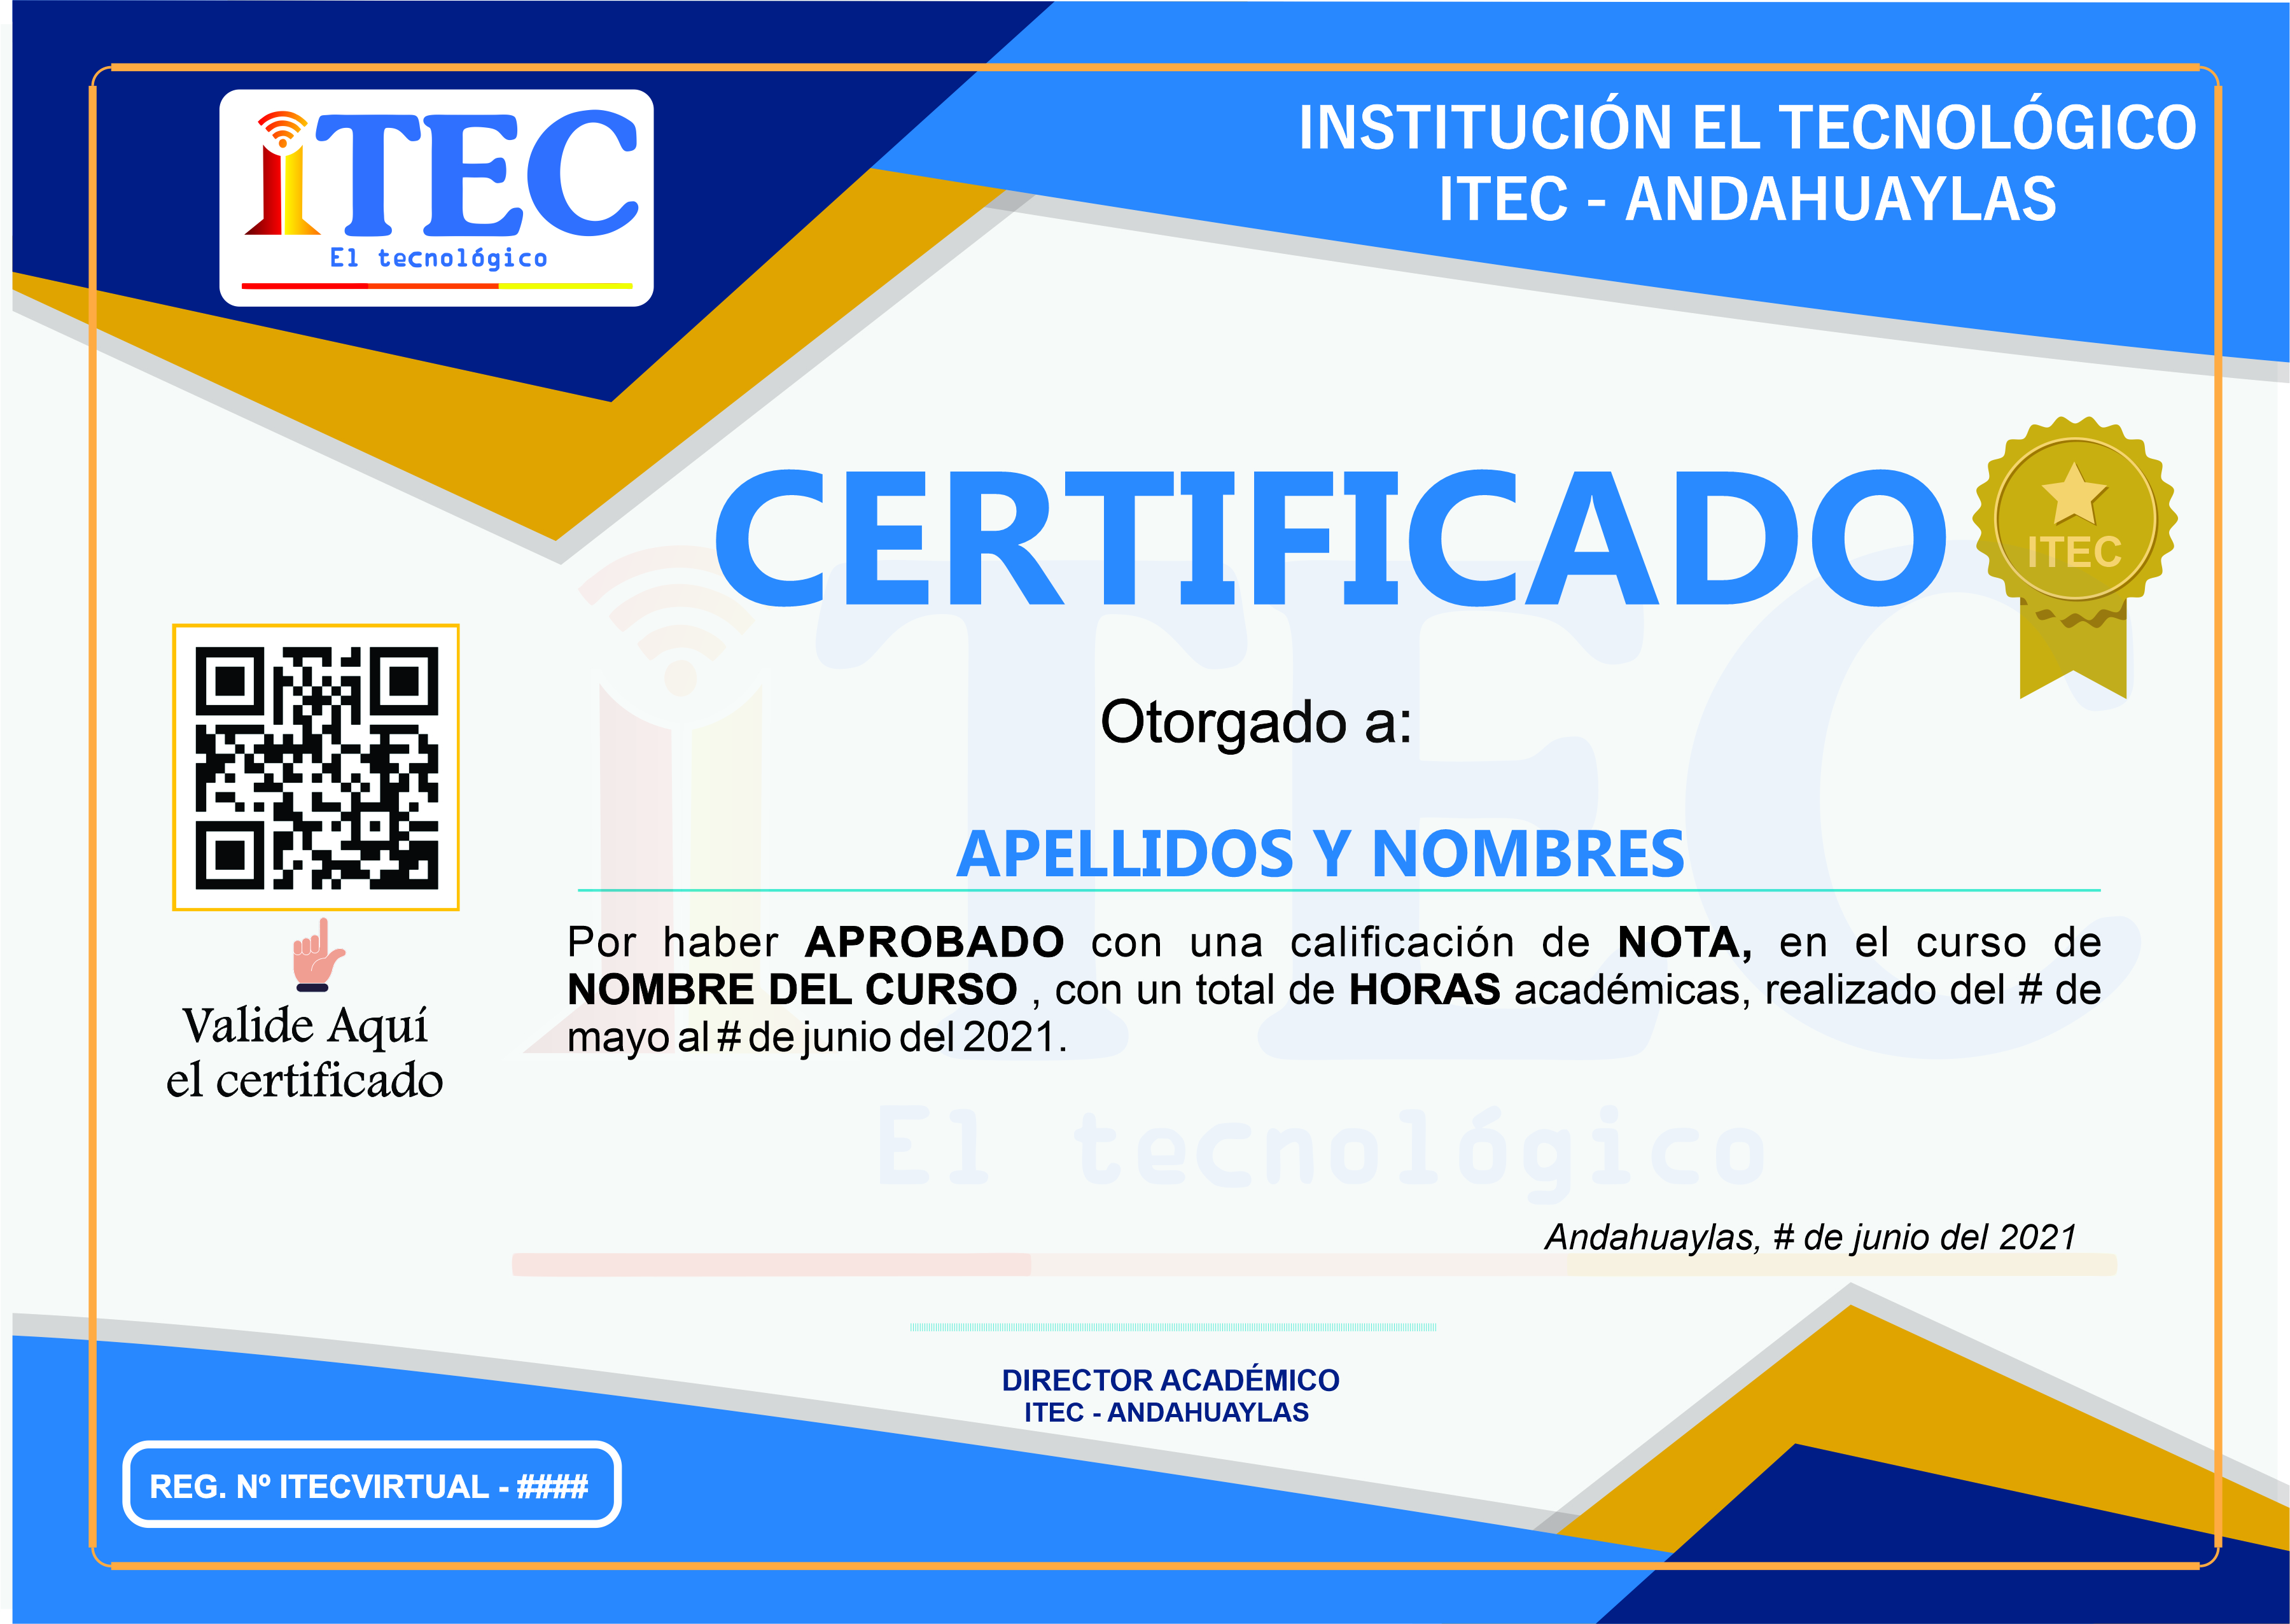 iTEC
El tecnológico
INSTITUCIÓN EL TECNOLÓGICO
ITEC - ANDAHUAYLAS
CERTIFICADO
ITEC
Otorgado a:
APELLIDOS Y NOMBRES
Por haber APROBADO con una calificación de NOTA, en el curso de
NOMBRE DEL CURSO , con un total de HORAS académicas, realizado del # de
mayo al # de junio del 2021.
Valide Aquí
el certificado
iTEC
El tecnológico
Andahuaylas, # de junio del 2021
DIRECTOR ACADÉMICO
ITEC - ANDAHUAYLAS
REG. Nº ITECVIRTUAL - ####